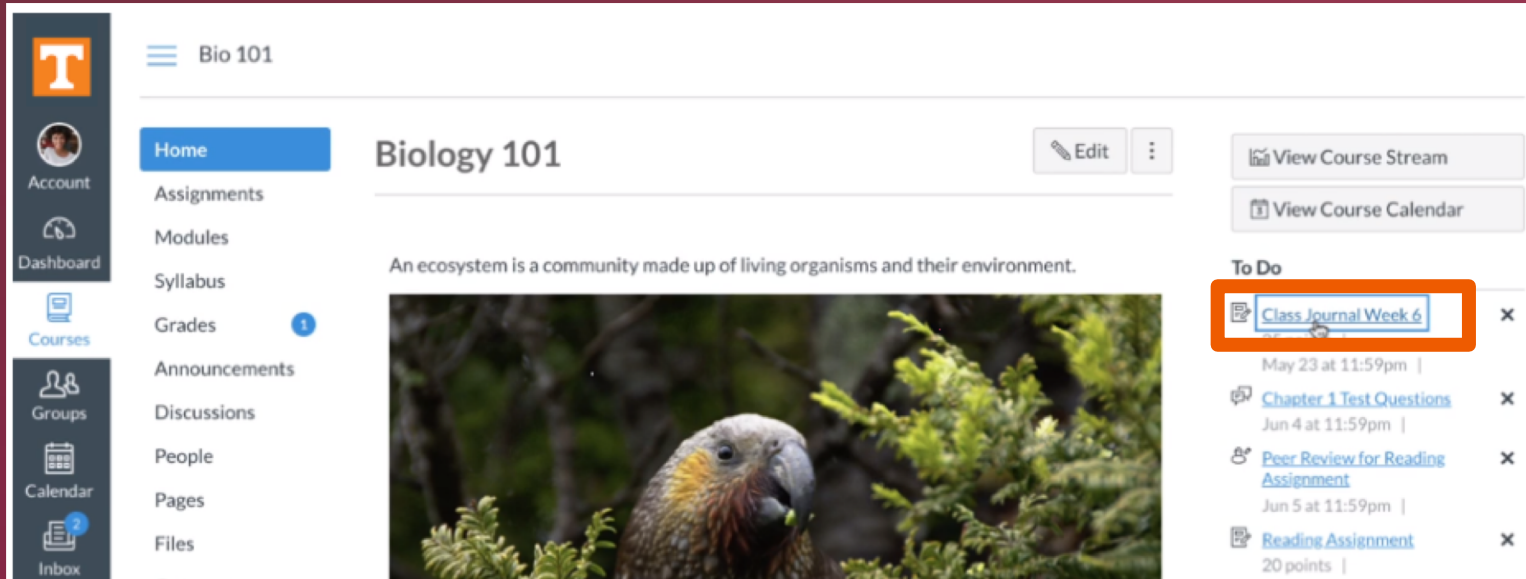 T
Bio 101
Account
Dashboard
Courses
Groups
Calendar
2
Inbox
Home
Assignments
Modules
Syllabus
Grades 1
Announcements
Discussions
People
Pages
Files
Biology 101
Edit
An ecosystem is a community made up of living organisms and their environment.
View Course Stream
View Course Calendar
To Do
Class Journal Week 6
May 23 at 11:59pm |
Chapter 1 Test Questions
Jun 4 at 11:59pm |
Peer Review for Reading
Assignment
Jun 5 at 11:59pm |
Reading Assignment
20 points |